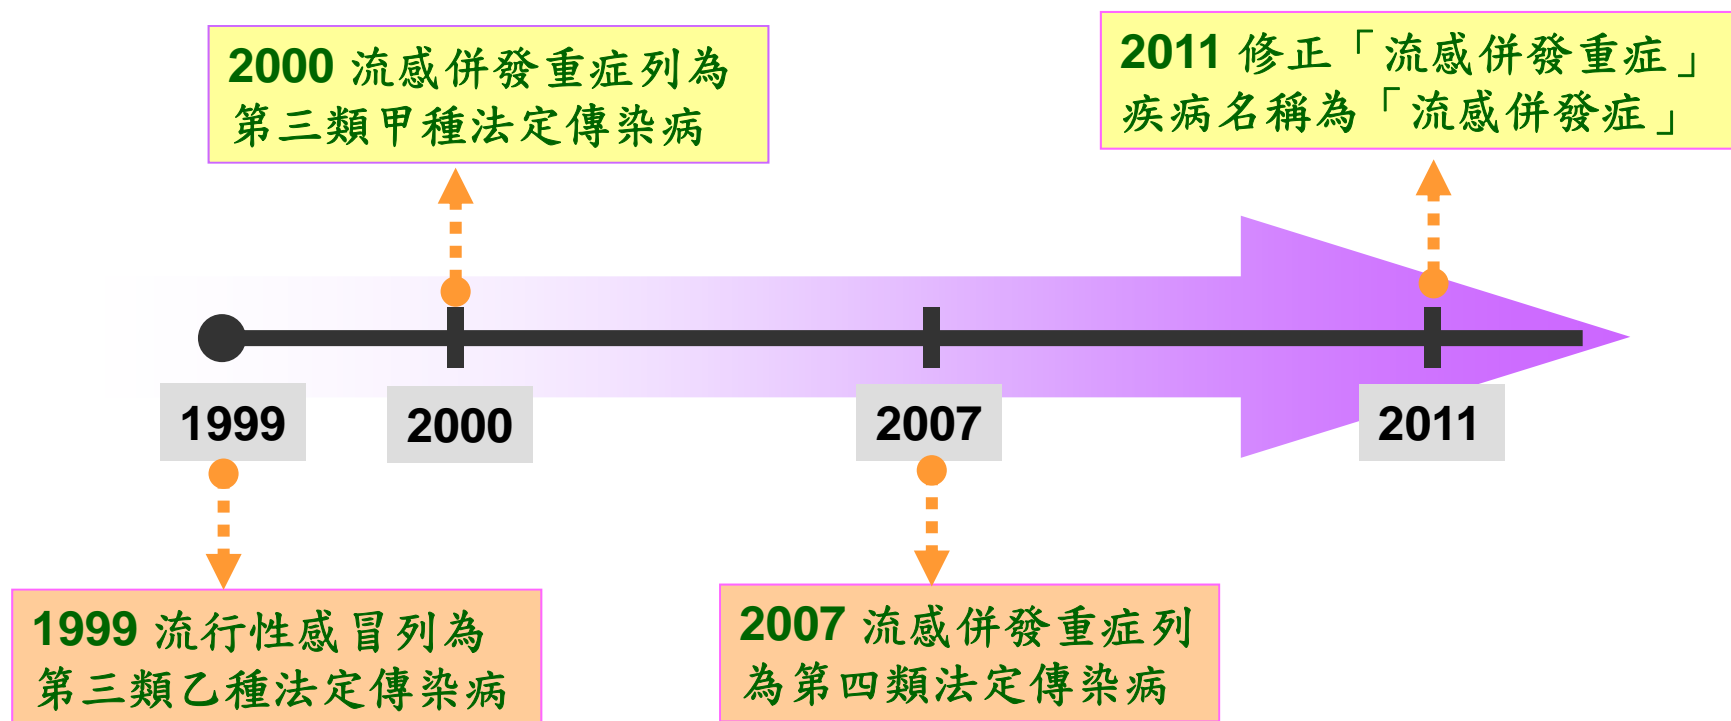 2000 流感併發重症列為
第三類甲種法定傳染病
2011 修正「流感併發重症」
疾病名稱為「流感併發症」
1999
2000
2007
2011
1999 流行性感冒列為
第三類乙種法定傳染病
2007 流感併發重症列
為第四類法定傳染病